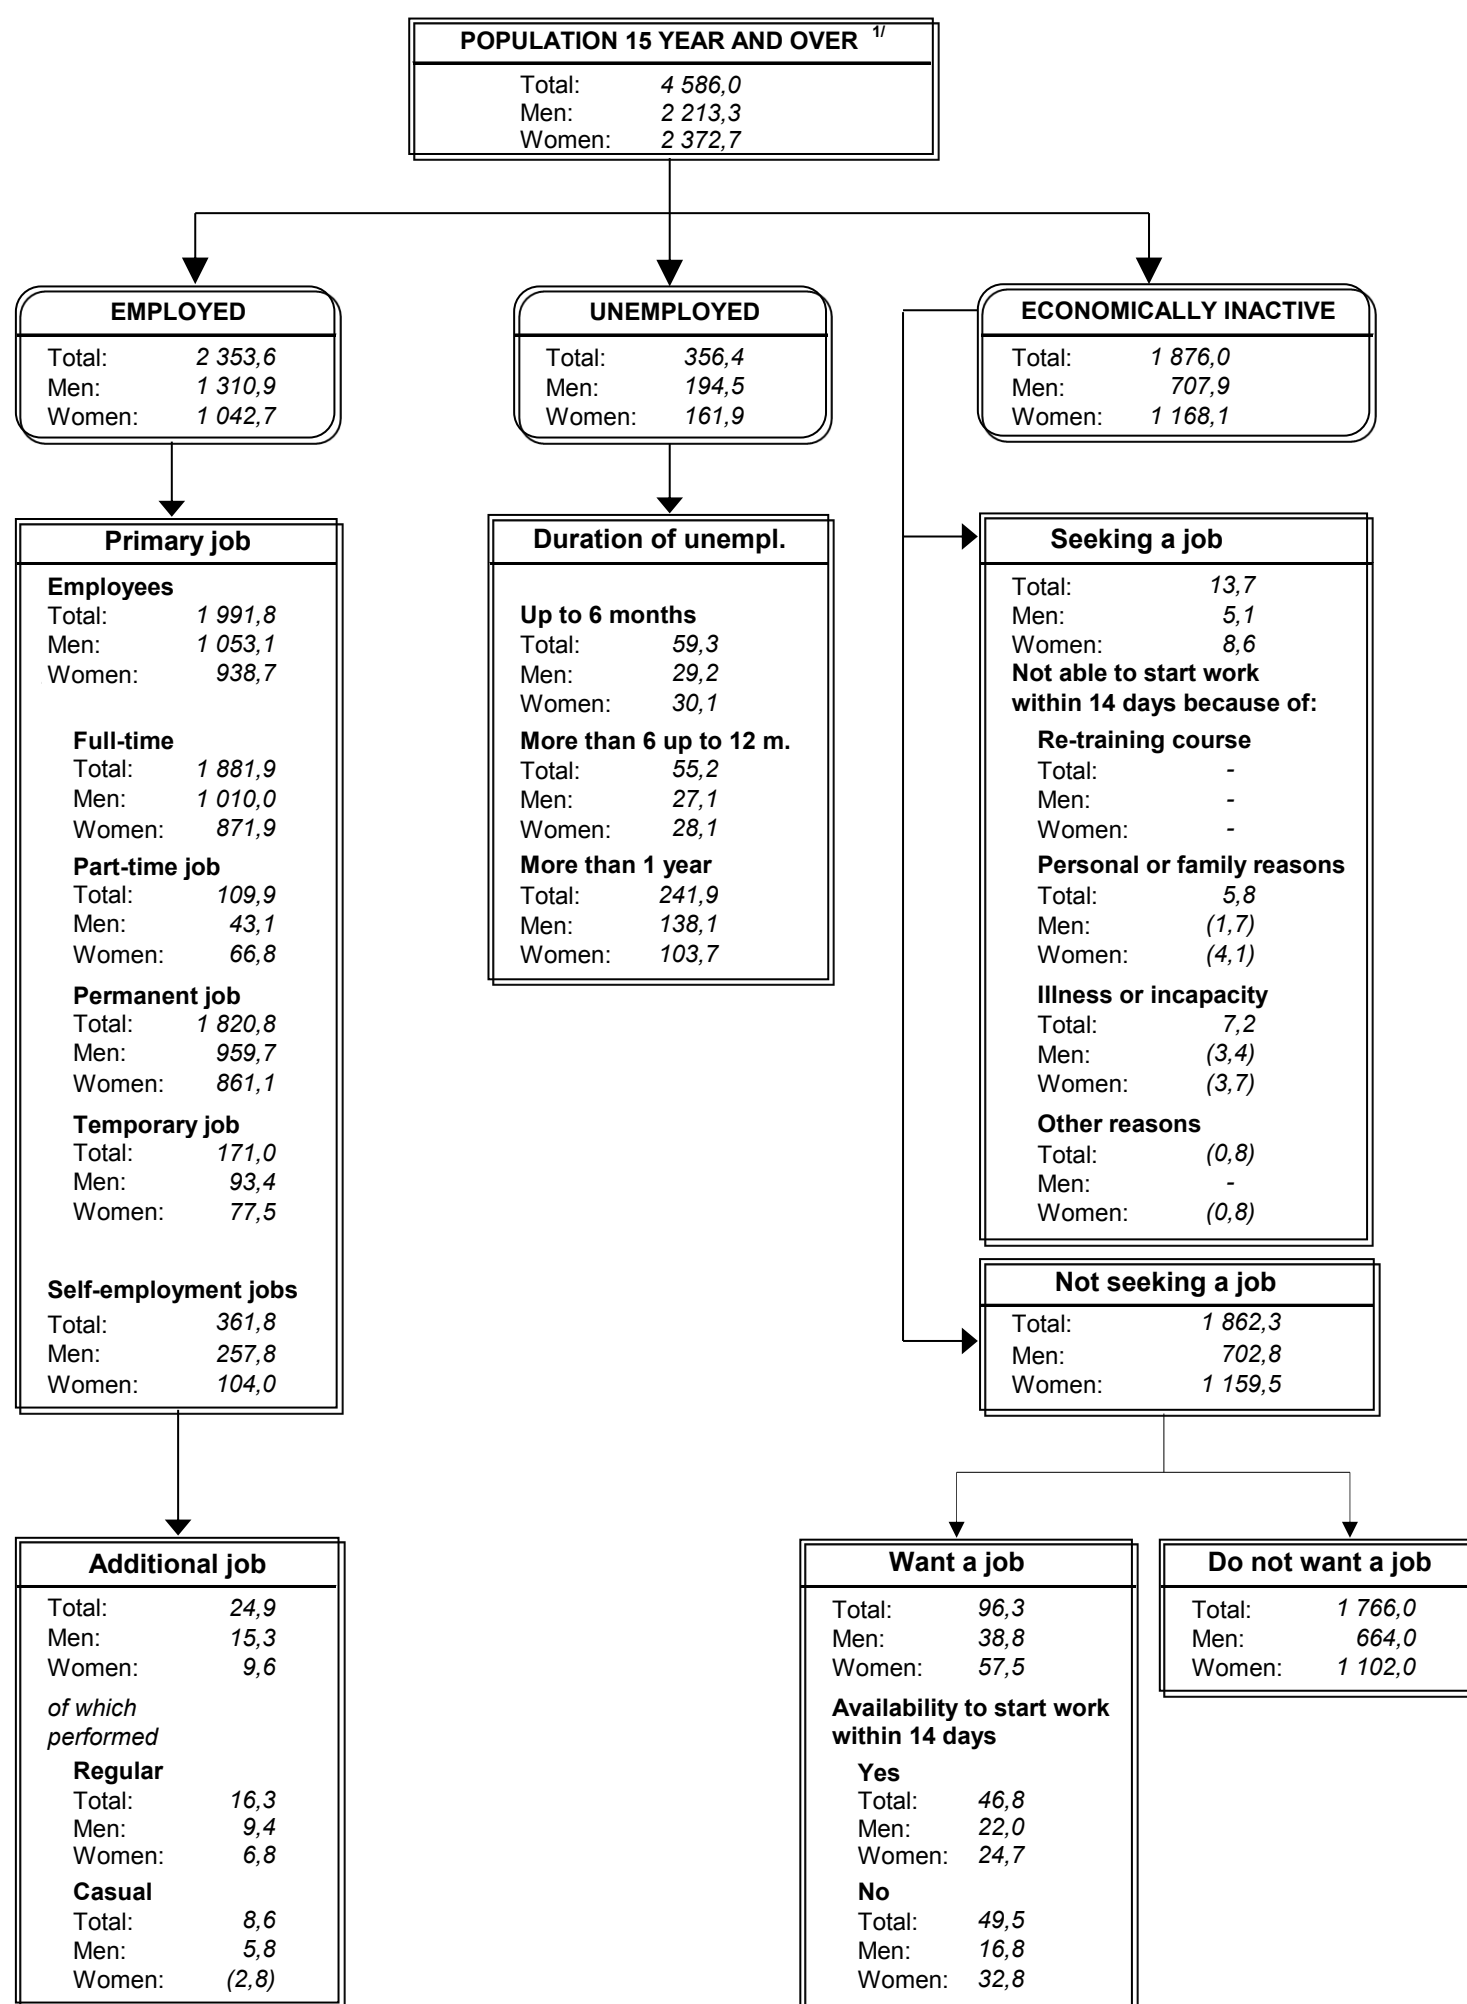 POPULATION 15 YEAR AND OVER 1/
Total: 4 586,0
Men: 2 213,3
Women: 2 372,7
EMPLOYED
Total: 2 353,6
Men: 1 310,9
Women: 1 042,7
UNEMPLOYED
Total: 356,4
Men: 194,5
Women: 161,9
ECONOMICALLY INACTIVE
Total: 1 876,0
Men: 707,9
Women: 1 168,1
Primary job
Employees
Total: 1 991,8
Men: 1 053,1
Women: 938,7
Full-time
Total: 1 881,9
Men: 1 010,0
Women: 871,9
Part-time job
Total: 109,9
Men: 43,1
Women: 66,8
Permanent job
Total: 1 820,8
Men: 959,7
Women: 861,1
Temporary job
Total: 171,0
Men: 93,4
Women: 77,5
Self-employment jobs
Total: 361,8
Men: 257,8
Women: 104,0
Duration of unempl.
Up to 6 months
Total: 59,3
Men: 29,2
Women: 30,1
More than 6 up to 12 m.
Total: 55,2
Men: 27,1
Women: 28,1
More than 1 year
Total: 241,9
Men: 138,1
Women: 103,7
Seeking a job
Total: 13,7
Men: 5,1
Women: 8,6
Not able to start work
within 14 days because of:
Re-training course
Total: -
Men: -
Women: -
Personal or family reasons
Total: 5,8
Men: (1,7)
Women: (4,1)
Illness or incapacity
Total: 7,2
Men: (3,4)
Women: (3,7)
Other reasons
Total: (0,8)
Men: -
Women: (0,8)
Not seeking a job
Total: 1 862,3
Men: 702,8
Women: 1 159,5
Additional job
Total: 24,9
Men: 15,3
Women: 9,6
of which
performed
Regular
Total: 16,3
Men: 9,4
Women: 6,8
Casual
Total: 8,6
Men: 5,8
Women: (2,8)
Want a job
Total: 96,3
Men: 38,8
Women: 57,5
Availability to start work
within 14 days
Yes
Total: 46,8
Men: 22,0
Women: 24,7
No
Total: 49,5
Men: 16,8
Women: 32,8
Do not want a job
Total: 1 766,0
Men: 664,0
Women: 1 102,0